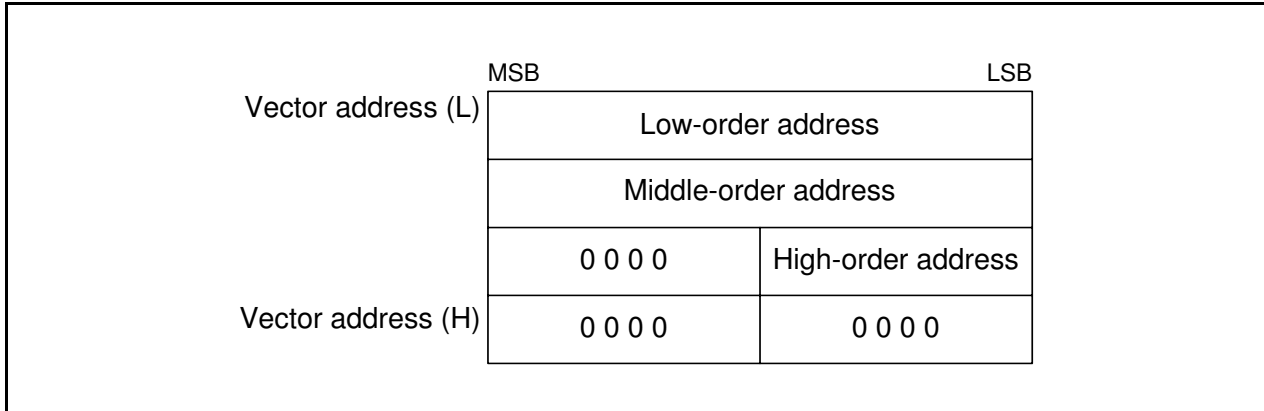 MSB LSB
Vector address (L) Low-order address
Middle-order address
0 0 0 0 High-order address
Vector address (H) 0 0 0 0 0 0 0 0